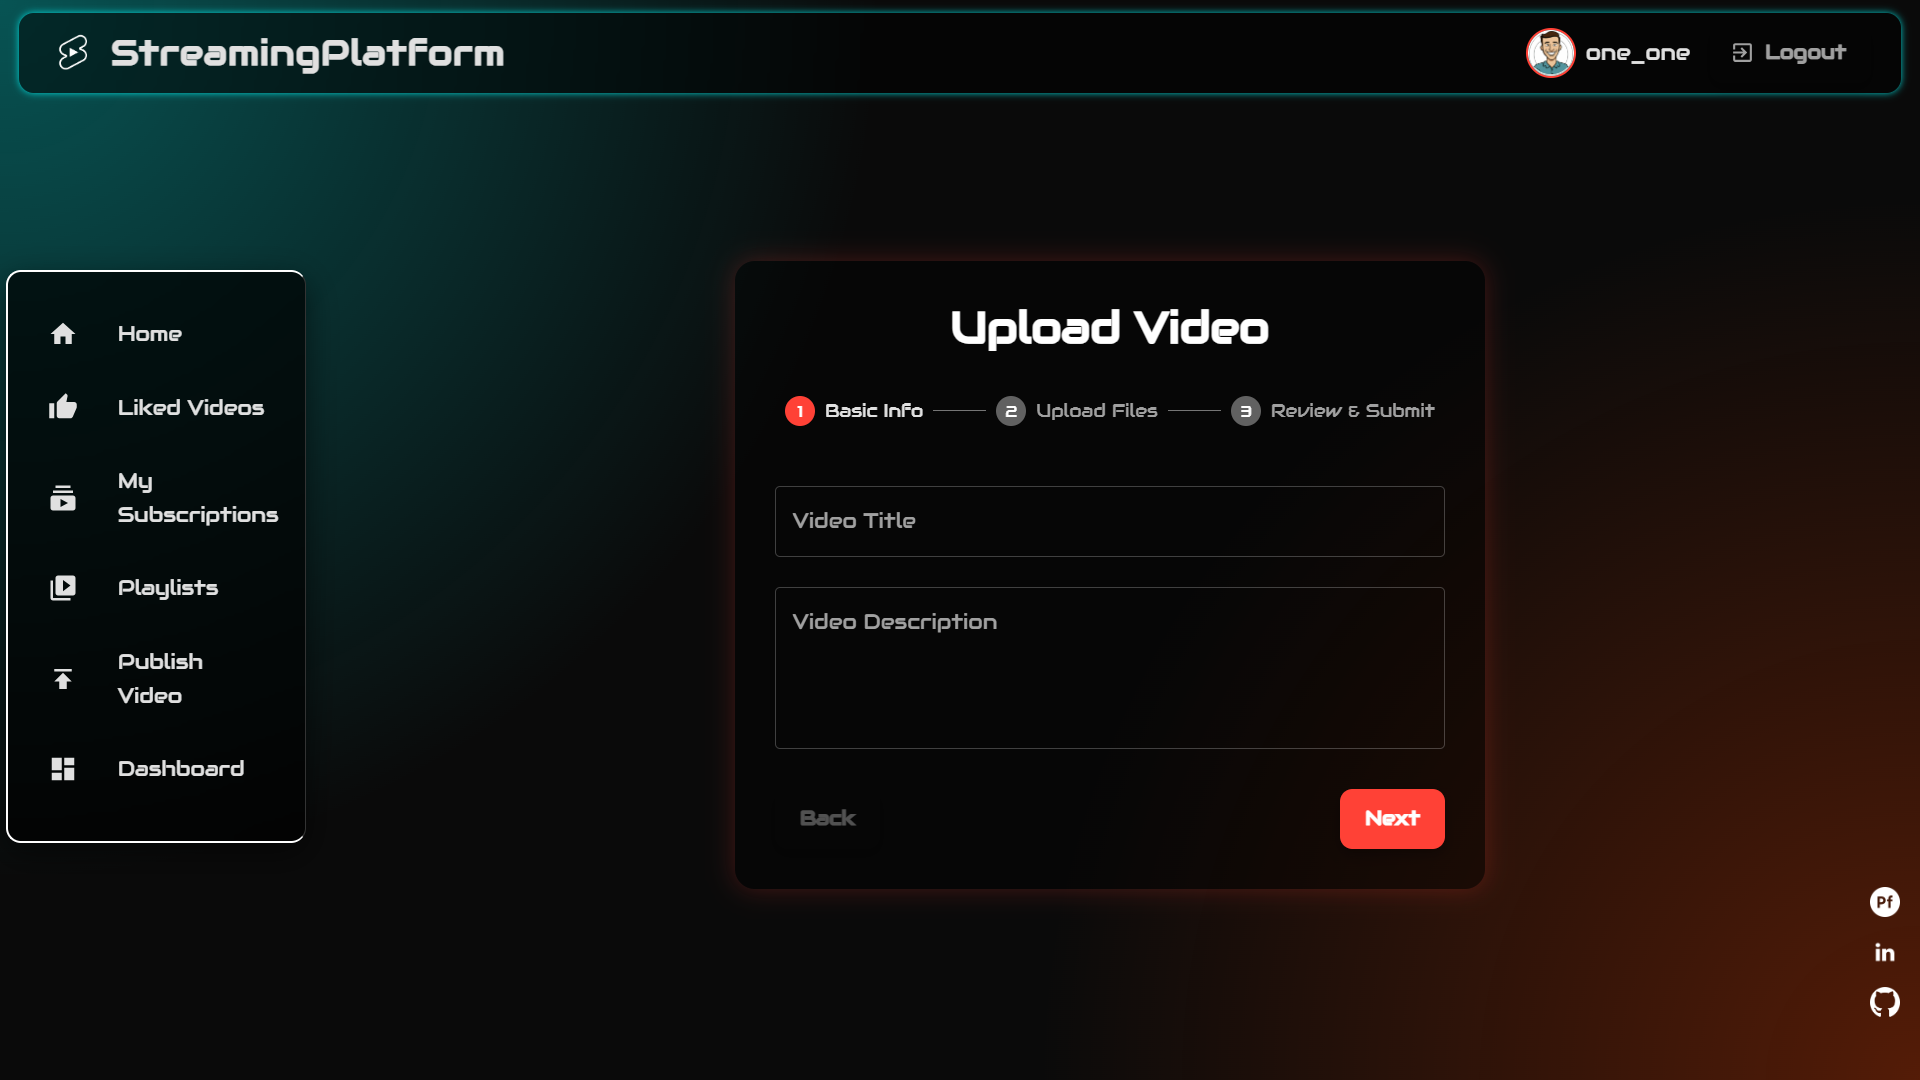 StreamingPlatform
one_one
Logout
Home
Liked Videos
My
Subscriptions
Playlists
Publish
Video
Dashboard
Upload Video
1 Basic Info
2 Upload Files
3 Review & Submit
Video Title
Video Description
Back
Next
Pf
in